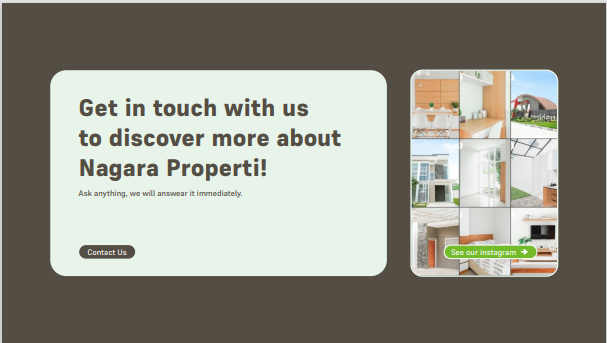 Get in touch with us
to discover more about
Nagara Properti!
Ask anything, we will answear it immediately.
Contact Us
See our instagram